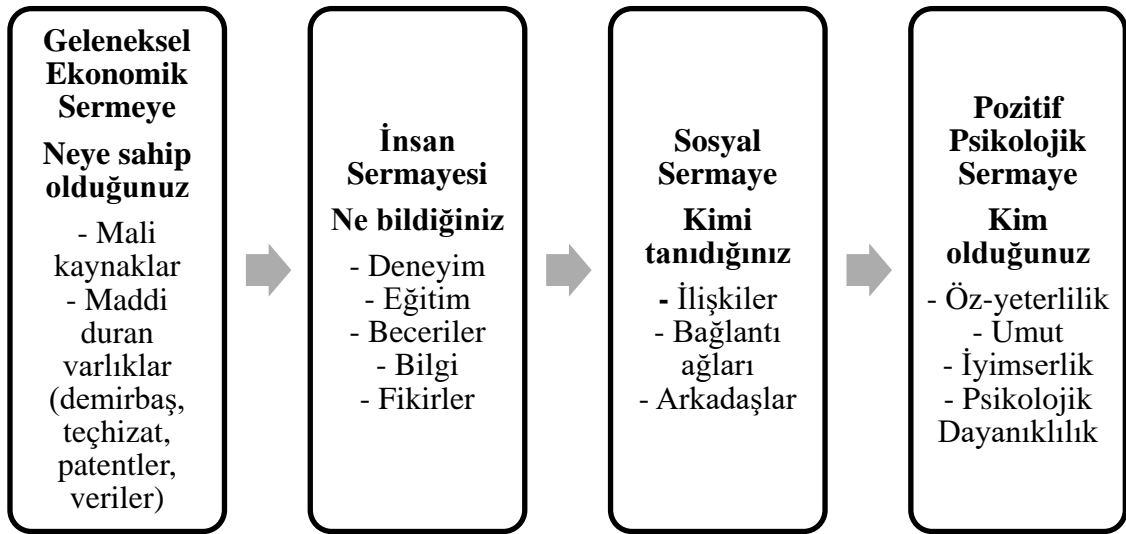 Geleneksel
Ekonomik
Sermeye
Neye sahip
olduğunuz
- Mali
kaynaklar
- Maddi
duran
varlıklar
(demirbaş,
teçhizat,
patentler,
veriler)
İnsan
Sermayesi
Ne bildiğiniz
- Deneyim
- Eğitim
- Beceriler
- Bilgi
- Fikirler
Sosyal
Sermaye
Kimi
tanıdığınız
- İlişkiler
- Bağlantı
ağları
- Arkadaşlar
Pozitif
Psikolojik
Sermaye
Kim
olduğunuz
- Öz-yeterlilik
- Umut
- İyimserlik
- Psikolojik
Dayanıklılık